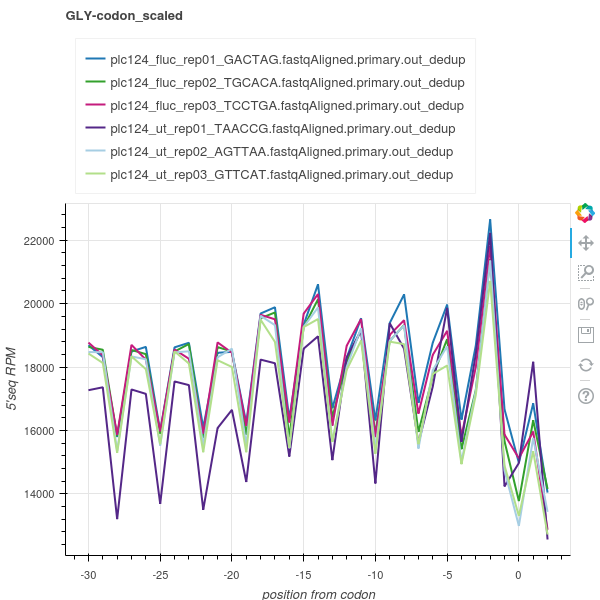 GLY-codon_scaled
plc124_fluc_rep01_GACTAG.fastqAligned.primary.out_dedup
plc124_fluc_rep02_TGCACA.fastqAligned.primary.out_dedup
plc124_fluc_rep03_TCCTGA.fastqAligned.primary.out_dedup
plc124_ut_rep01_TAACCG.fastqAligned.primary.out_dedup
plc124_ut_rep02_AGTTAA.fastqAligned.primary.out_dedup
plc124_ut_rep03_GTTCAT.fastqAligned.primary.out_dedup
22000
20000
18000
16000
14000
5'seq RPM
-30 -25 -20 -15 -10 -5 0
position from codon